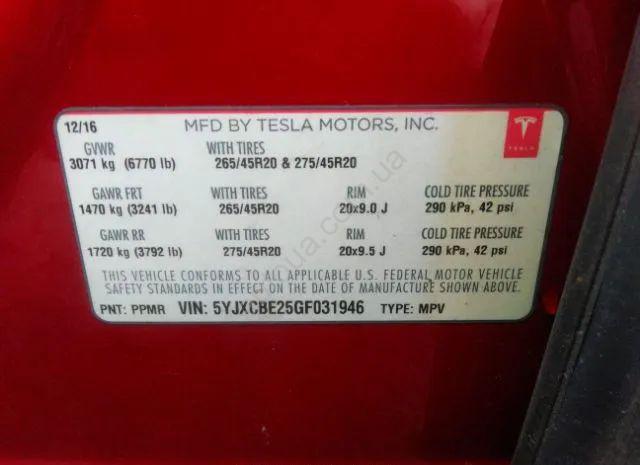 12/16 MFD BY TESLA MOTORS, INC.
TESLA
GVWR WITH TIRES
3071 kg (6770 lb) 265/45R20 & 275/45R20
GAWR FRT WITH TIRES RIM COLD TIRE PRESSURE
1470 kg (3241 lb) 265/45R20 20x9.0 J 290 kPa, 42 psi
GAWR RR WITH TIRES RIM COLD TIRE PRESSURE
1720 kg (3792 lb) 275/45R20 20x9.5 J 290 kPa, 42 psi
THIS VEHICLE CONFORMS TO ALL APPLICABLE U.S. FEDERAL MOTOR VEHICLE
SAFETY STANDARDS IN EFFECT ON THE DATE OF MANUFACTURE SHOWN ABOVE.
PNT: PPMR VIN: 5YJXCBE25GF031946 TYPE: MPV